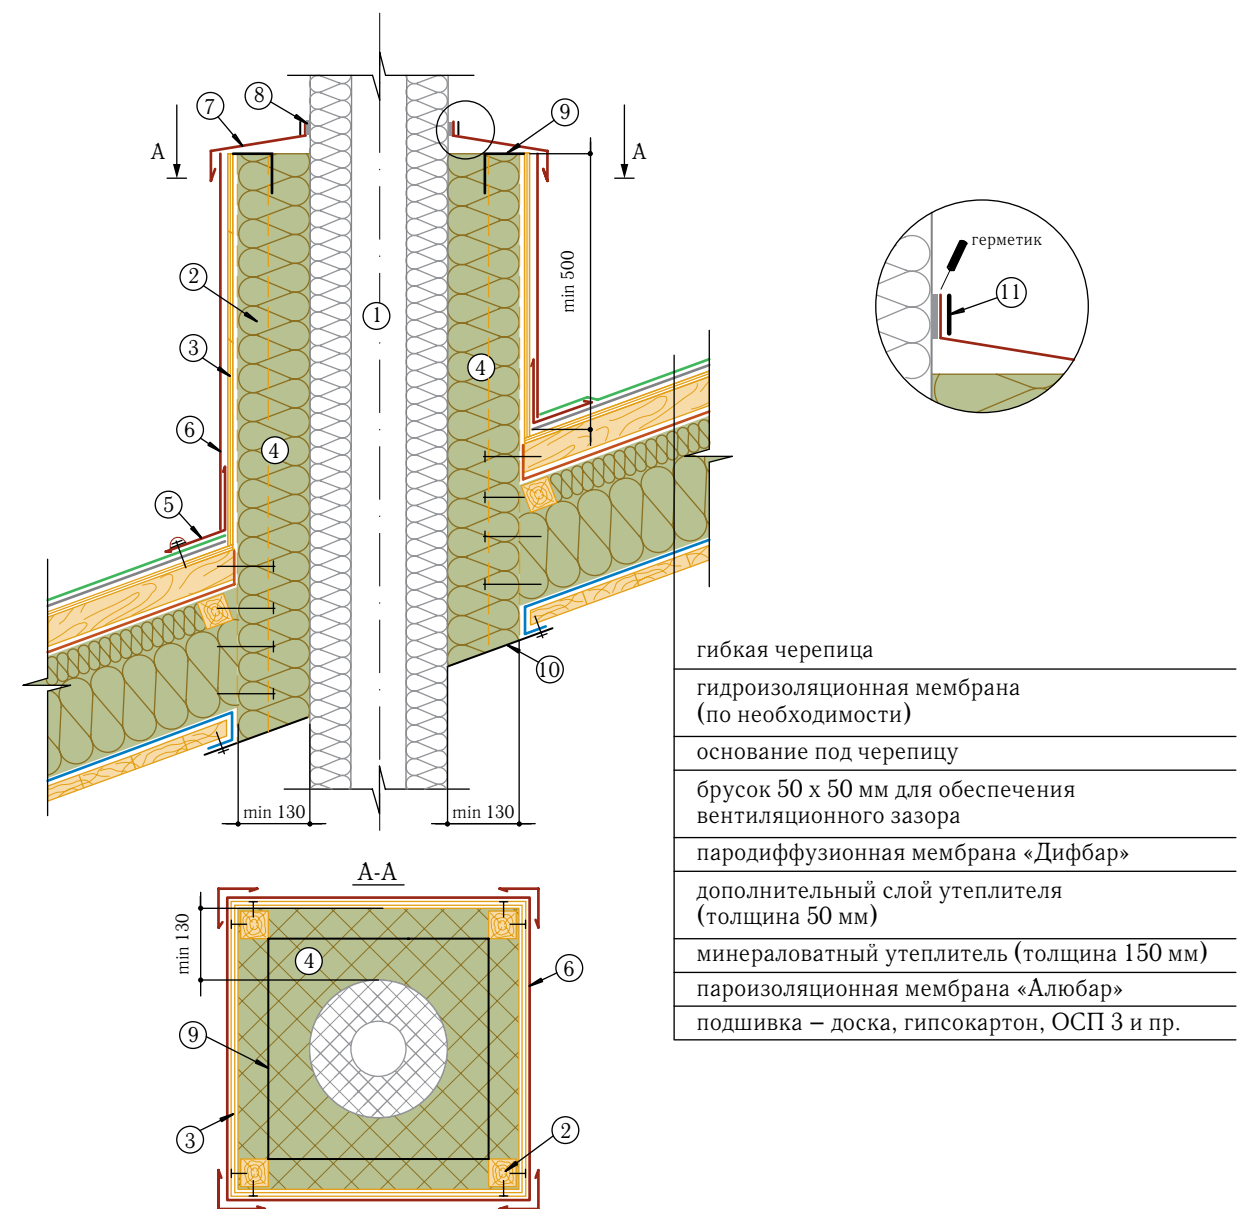 8
7
9
A
A
герметик
11
2
1
min 500
3
4
6
4
5
10
min 130
min 130
гибкая черепица
гидроизоляционная мембрана
(по необходимости)
основание под черепицу
брусок 50 x 50 мм для обеспечения
вентиляционного зазора
пародиффузионная мембрана «Дифбар»
дополнительный слой утеплителя
(толщина 50 мм)
минераловатный утеплитель (толщина 150 мм)
пароизоляционная мембрана «Алюбар»
подшивка – доска, гипсокартон, ОСП 3 и пр.
A-A
min 130
4
6
9
3
2